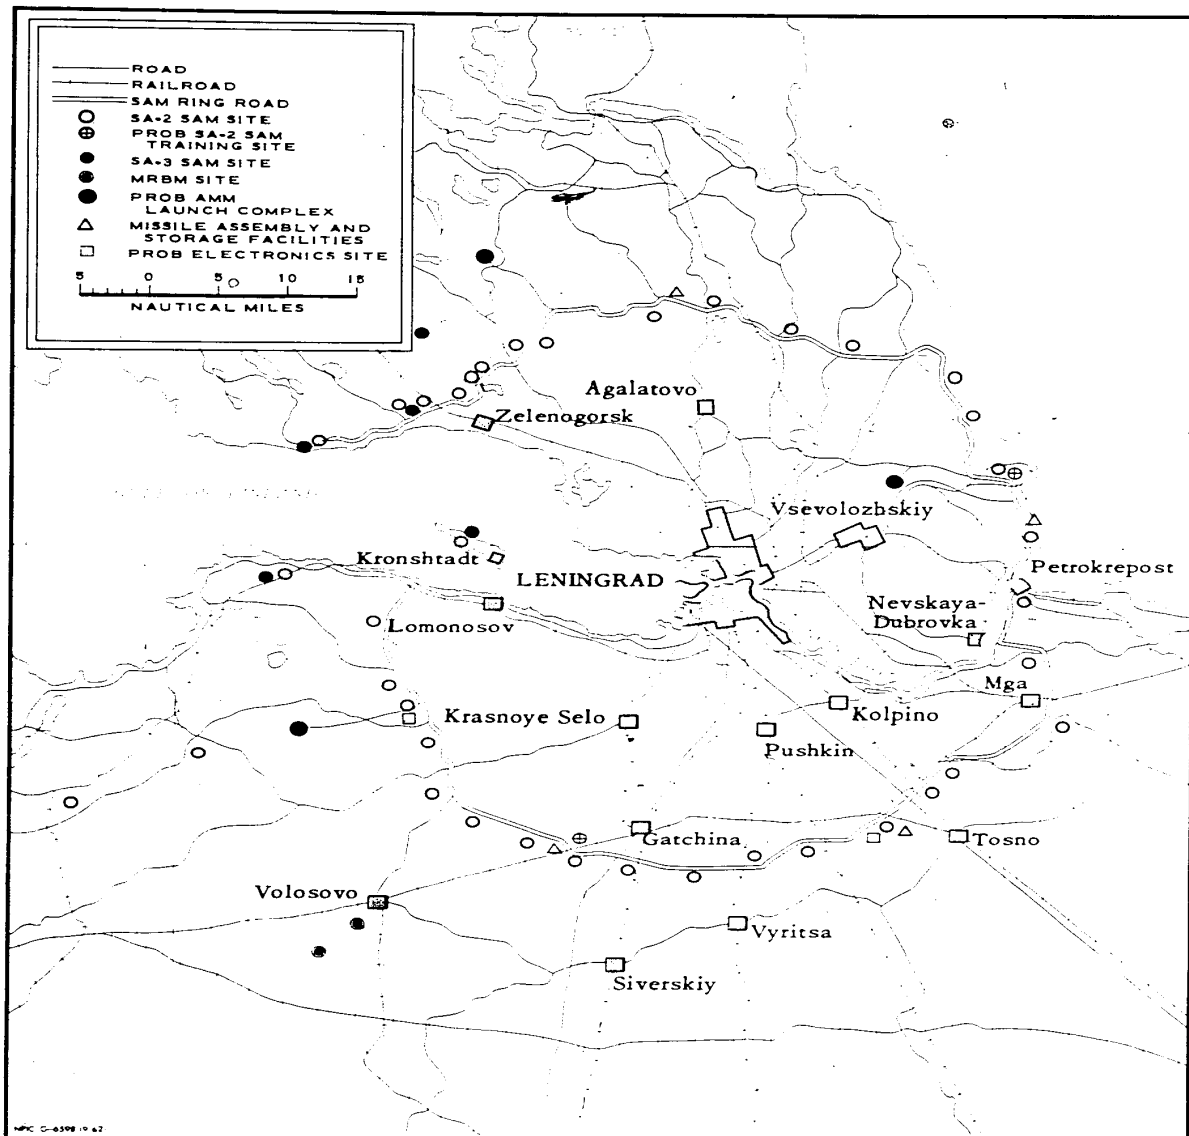 ROAD
RAILROAD
SAM RING ROAD
SA-2 SAM SITE
PROB SA-2 SAM
TRAINING SITE
SA-3 SAM SITE
MRBM SITE
PROB AMM
LAUNCH COMPLEX
MISSILE ASSEMBLY AND
STORAGE FACILITIES
PROB ELECTRONICS SITE
5 0 5 10 15
NAUTICAL MILES
Agalatovo
Zelenogorsk
Vsevolozhskiy
Kronshtadt
LENINGRAD
Petrokrepost
Nevskaya-
Dubrovka
Lomonosov
Mga
Krasnoye Selo
Kolpino
Pushkin
Gatchina
Tosno
Volosovo
Vyritsa
Siverskiy